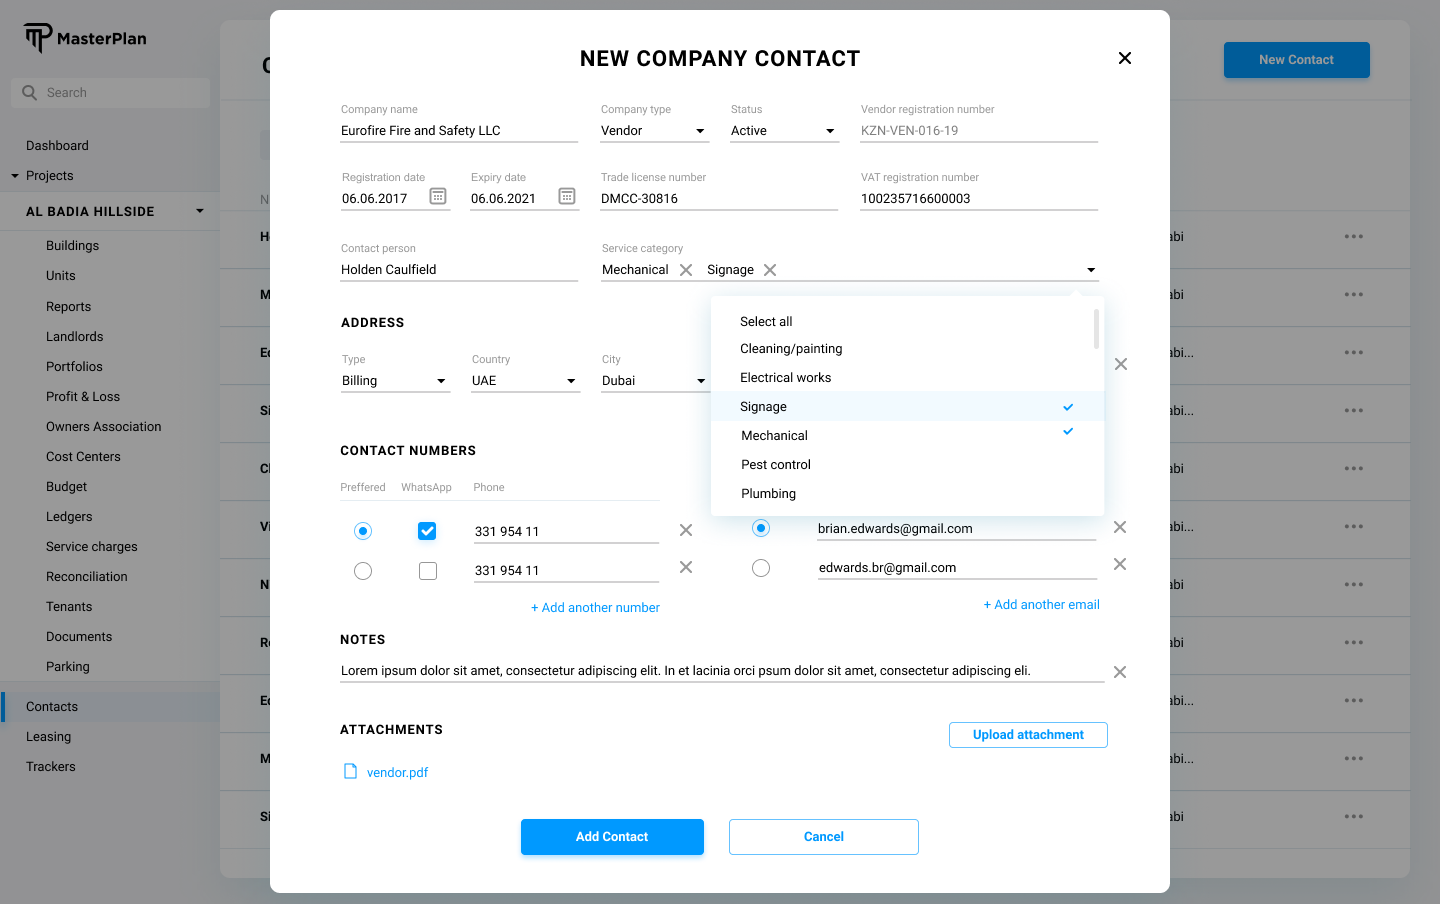 MasterPlan
Search
Dashboard
Projects
AL BADIA HILLSIDE
Buildings
Units
Reports
Landlords
Portfolios
Profit & Loss
Owners Association
Cost Centers
Budget
Ledgers
Service charges
Reconciliation
Tenants
Documents
Parking
Contacts
Leasing
Trackers
New Contact
NEW COMPANY CONTACT
Company name
Company type
Status
Vendor registration number
Eurofire Fire and Safety LLC
Vendor
Active
KZN-VEN-016-19
Registration date
Expiry date
Trade license number
VAT registration number
06.06.2017
06.06.2021
DMCC-30816
100235716600003
Contact person
Service category
Holden Caulfield
Mechanical
Signage
ADDRESS
Type
Country
City
Billing
UAE
Dubai
Select all
Cleaning/painting
Electrical works
Signage
Mechanical
Pest control
Plumbing
CONTACT NUMBERS
Preffered
WhatsApp
Phone
331 954 11
331 954 11
+ Add another number
brian.edwards@gmail.com
edwards.br@gmail.com
+ Add another email
NOTES
Lorem ipsum dolor sit amet, consectetur adipiscing elit. In et lacinia orci psum dolor sit amet, consectetur adipiscing eli.
ATTACHMENTS
Upload attachment
vendor.pdf
Add Contact
Cancel